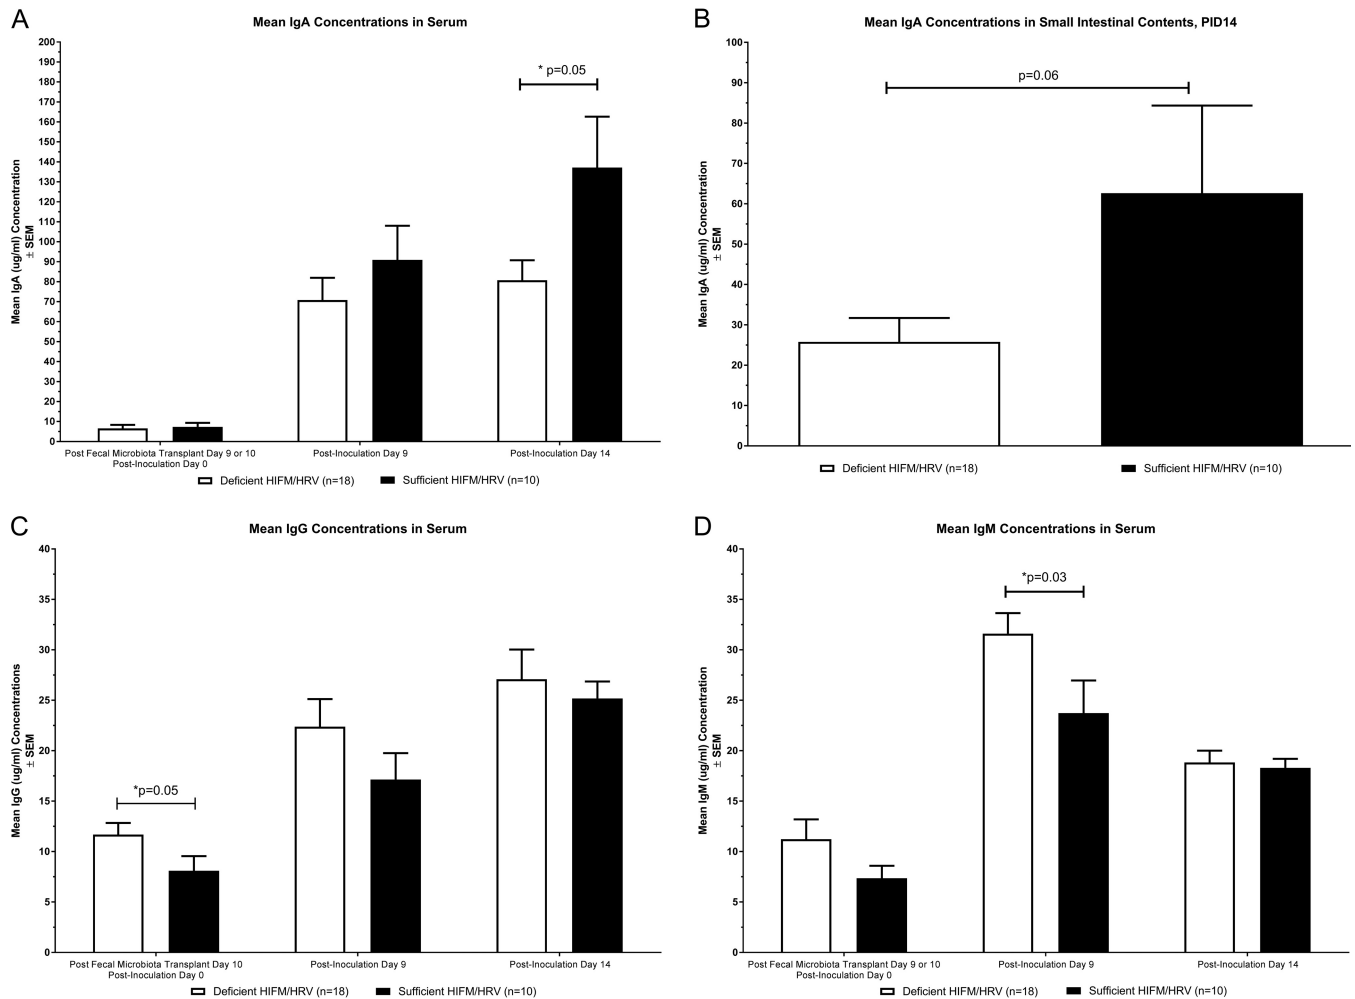 A
Mean IgA Concentrations in Serum
Mean IgA (ug/ml) Concentration
± SEM
200
190
180
170
160
150
140
130
120
110
100
90
80
70
60
50
40
30
20
10
0
* p=0.05
Post Fecal Microbiota Transplant Day 9 or 10
Post-Inoculation Day 0
Post-Inoculation Day 9
Post-Inoculation Day 14
Deficient HIFM/HRV (n=18)
Sufficient HIFM/HRV (n=10)
B
Mean IgA Concentrations in Small Intestinal Contents, PID14
Mean IgA (ug/ml) Concentration
± SEM
100
90
80
70
60
50
40
30
20
10
0
p=0.06
Deficient HIFM/HRV (n=18)
Sufficient HIFM/HRV (n=10)
C
Mean IgG Concentrations in Serum
Mean IgG (ug/ml) Concentrations
± SEM
40
35
30
25
20
15
10
5
0
*p=0.05
Post Fecal Microbiota Transplant Day 10
Post-Inoculation Day 0
Post-Inoculation Day 9
Post-Inoculation Day 14
Deficient HIFM/HRV (n=18)
Sufficient HIFM/HRV (n=10)
D
Mean IgM Concentrations in Serum
Mean IgM (ug/ml) Concentration
± SEM
40
35
30
25
20
15
10
5
0
*p=0.03
Post Fecal Microbiota Transplant Day 9 or 10
Post-Inoculation Day 0
Post-Inoculation Day 9
Post-Inoculation Day 14
Deficient HIFM/HRV (n=18)
Sufficient HIFM/HRV (n=10)